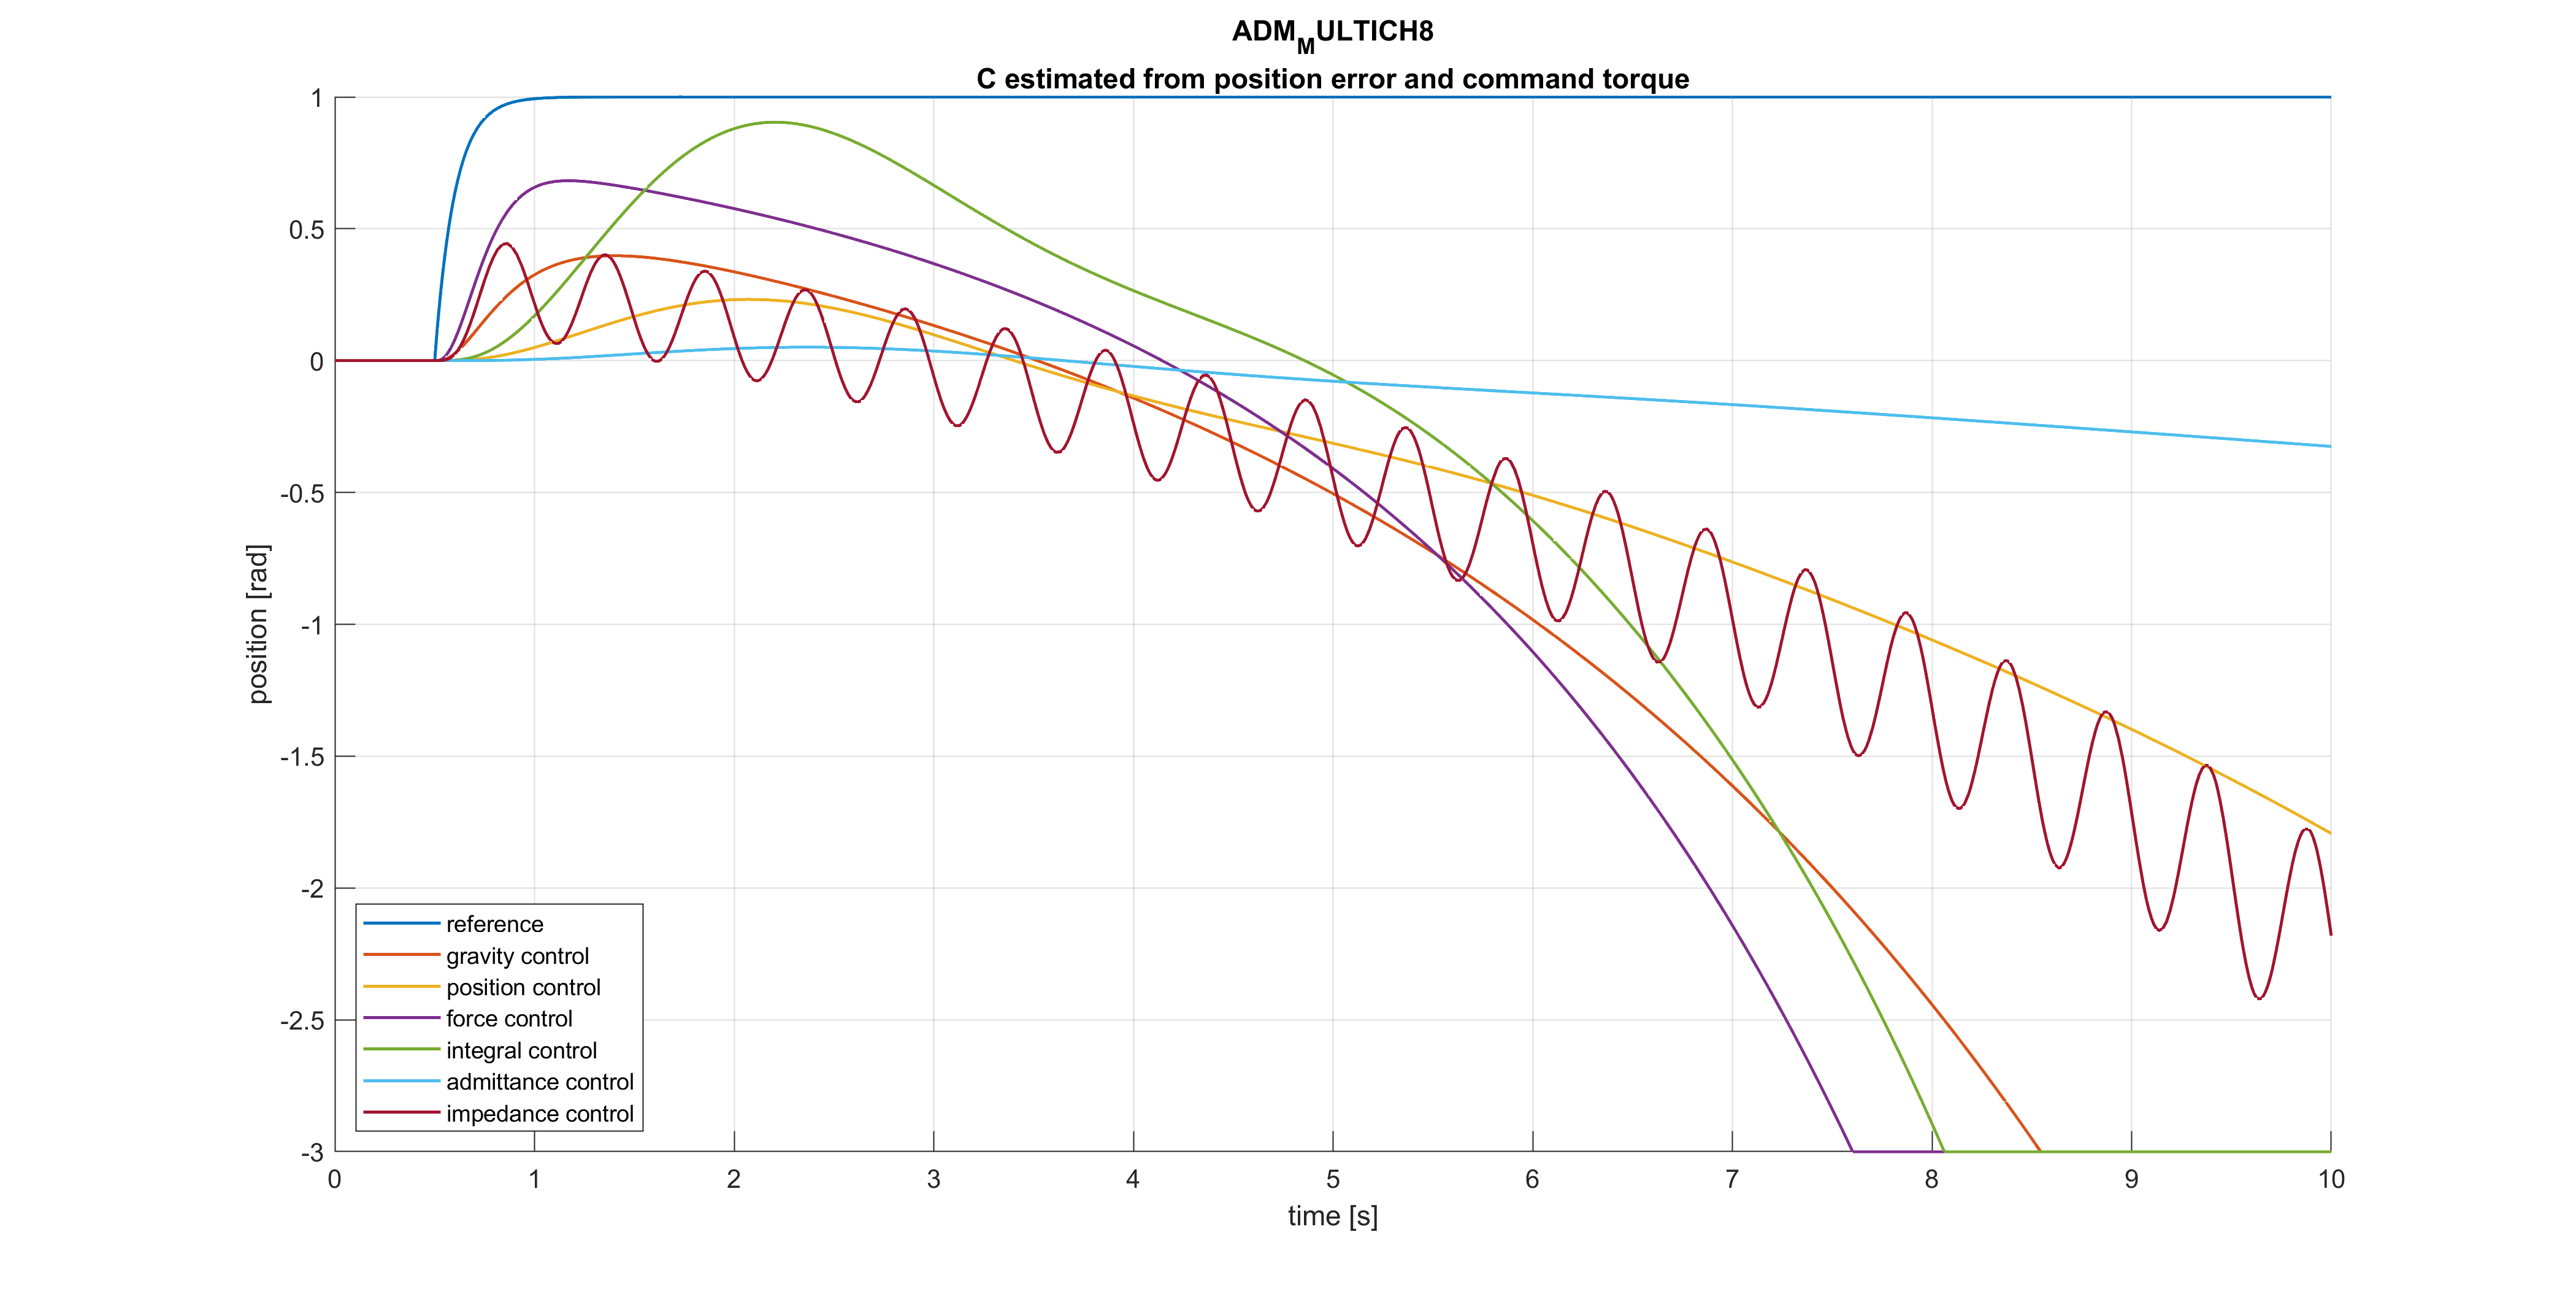 ADM_MULTICH8
C estimated from position error and command torque
1
0.5
0
-0.5
-1
-1.5
-2
-2.5
-3
position [rad]
reference
gravity control
position control
force control
integral control
admittance control
impedance control
0 1 2 3 4 5 6 7 8 9 10
time [s]